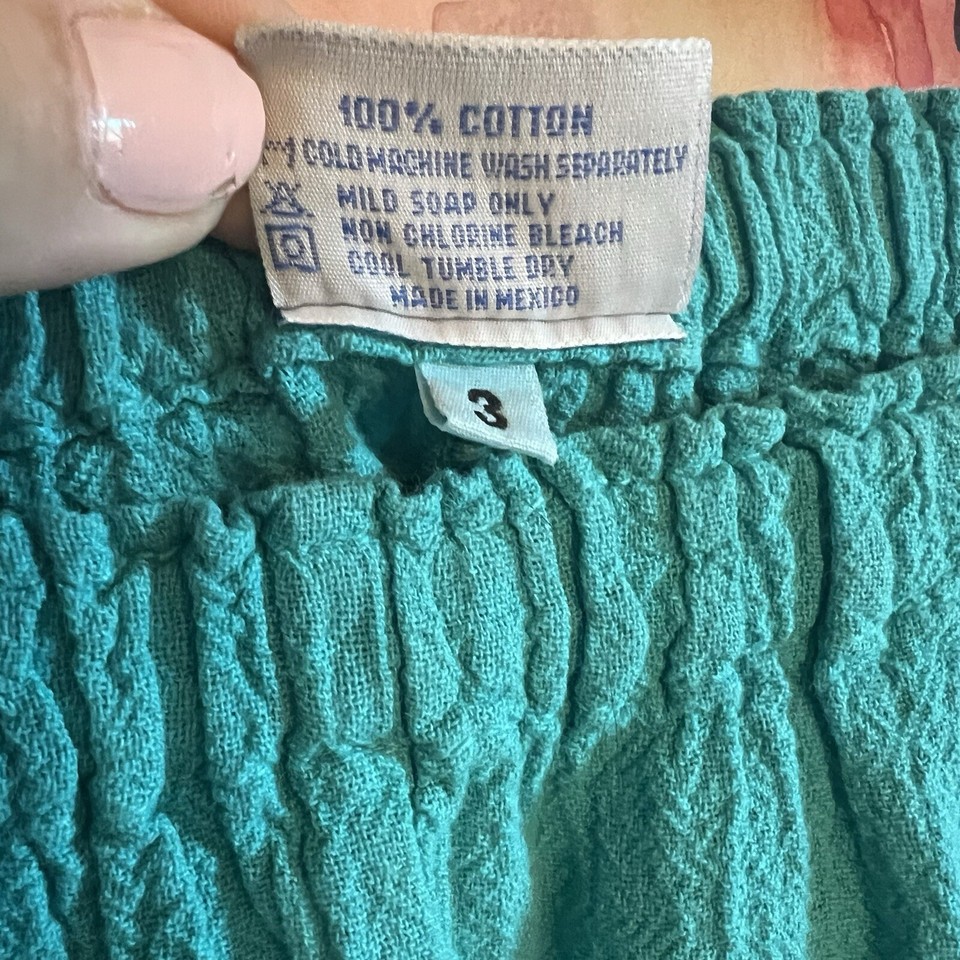 100% COTTON
COLD MACHINE WASH SEPARATELY
MILD SOAP ONLY
NON CHLORINE BLEACH
COOL TUMBLE DRY
MADE IN MEXICO
3